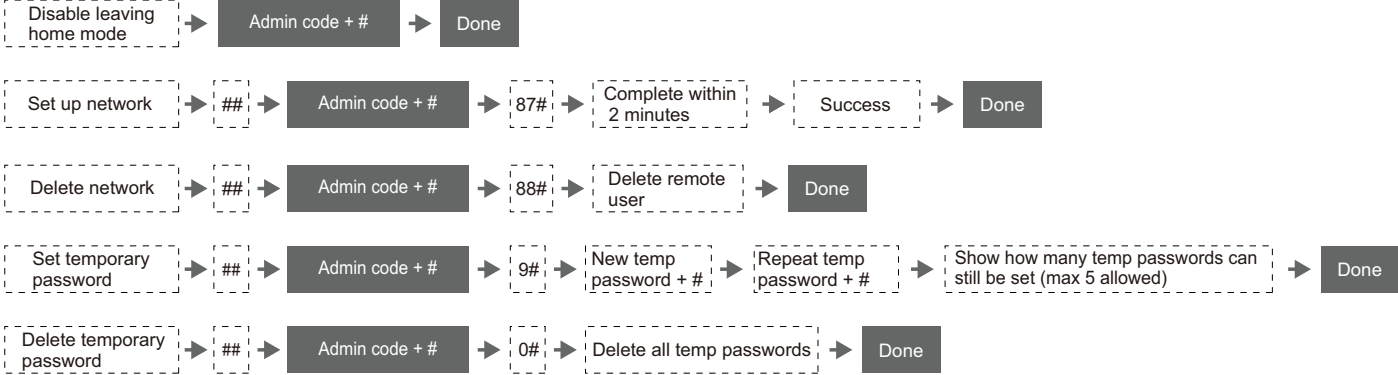 Disable leaving
home mode
Admin code + #
Done
Set up network
##
Admin code + #
87#
Complete within
2 minutes
Success
Done
Delete network
##
Admin code + #
88#
Delete remote
user
Done
Set temporary
password
##
Admin code + #
9#
New temp
password + #
Repeat temp
password + #
Show how many temp passwords can
still be set (max 5 allowed)
Done
Delete temporary
password
##
Admin code + #
0#
Delete all temp passwords
Done